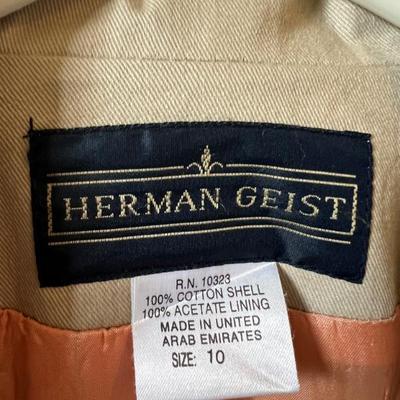 HERMAN GEIST
R.N. 10323
100% COTTON SHELL
100% ACETATE LINING
MADE IN UNITED
ARAB EMIRATES
SIZE: 10